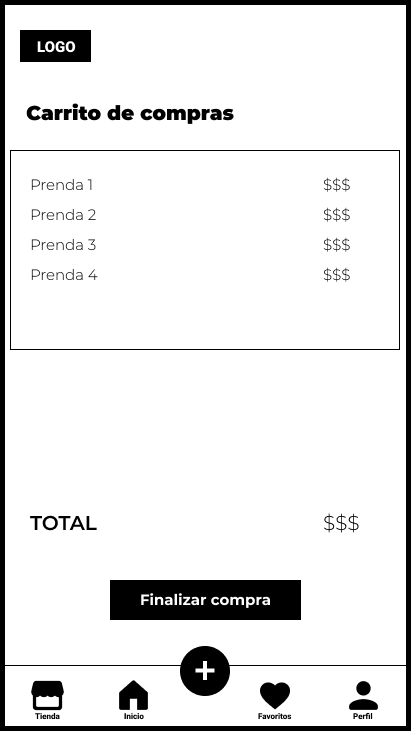 LOGO
Carrito de compras
Prenda 1 $$$
Prenda 2 $$$
Prenda 3 $$$
Prenda 4 $$$
TOTAL $$$
Finalizar compra
+
Tienda Inicio Favoritos Perfil